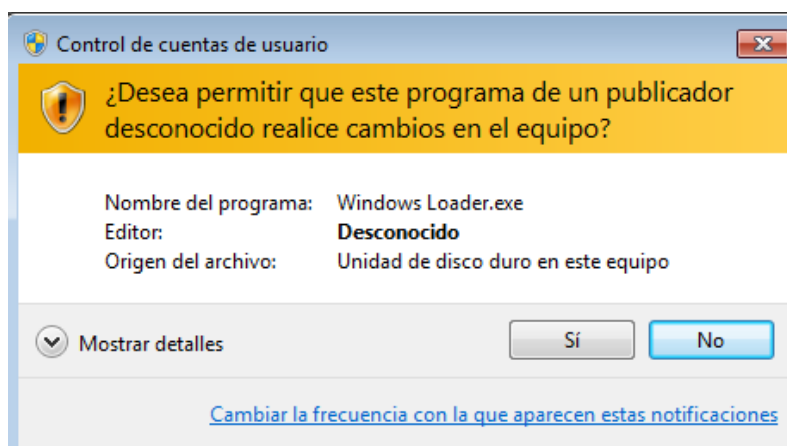 Control de cuentas de usuario
¿Desea permitir que este programa de un publicador
desconocido realice cambios en el equipo?
Nombre del programa: Windows Loader.exe
Editor: Desconocido
Origen del archivo: Unidad de disco duro en este equipo
Mostrar detalles Sí No
Cambiar la frecuencia con la que aparecen estas notificaciones